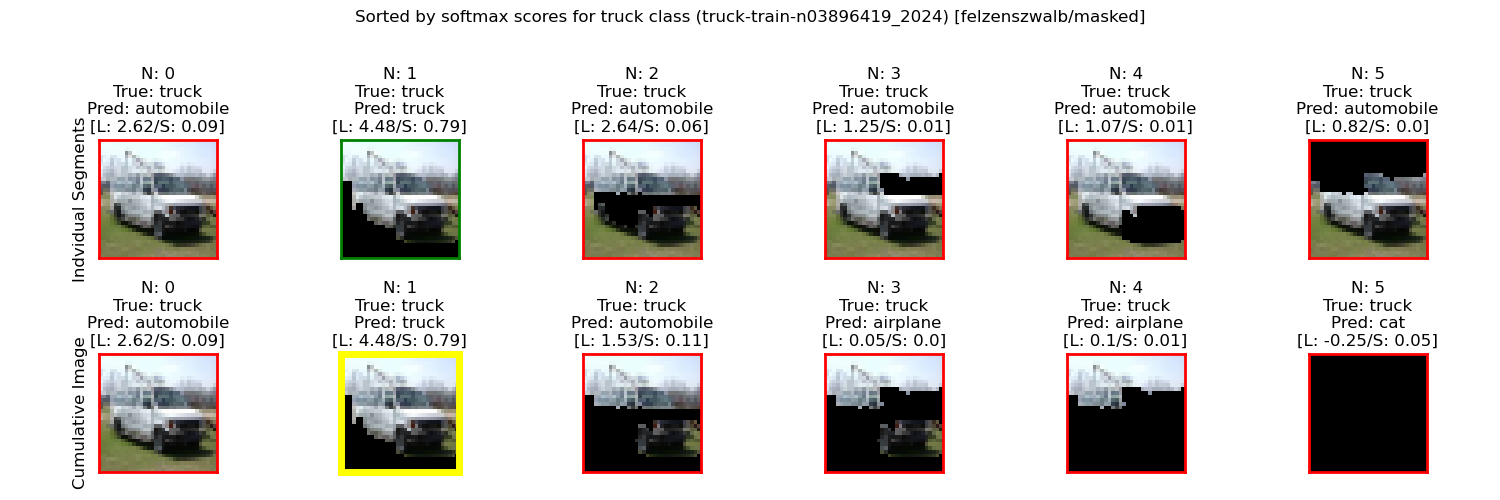 Sorted by softmax scores for truck class (truck-train-n03896419_2024) [felzenszwalb/masked]
Indvidual Segments
N: 0
True: truck
Pred: automobile
[L: 2.62/S: 0.09]
N: 1
True: truck
Pred: truck
[L: 4.48/S: 0.79]
N: 2
True: truck
Pred: automobile
[L: 2.64/S: 0.06]
N: 3
True: truck
Pred: automobile
[L: 1.25/S: 0.01]
N: 4
True: truck
Pred: automobile
[L: 1.07/S: 0.01]
N: 5
True: truck
Pred: automobile
[L: 0.82/S: 0.0]
Cumulative Image
N: 0
True: truck
Pred: automobile
[L: 2.62/S: 0.09]
N: 1
True: truck
Pred: truck
[L: 4.48/S: 0.79]
N: 2
True: truck
Pred: automobile
[L: 1.53/S: 0.11]
N: 3
True: truck
Pred: airplane
[L: 0.05/S: 0.0]
N: 4
True: truck
Pred: airplane
[L: 0.1/S: 0.01]
N: 5
True: truck
Pred: cat
[L: -0.25/S: 0.05]